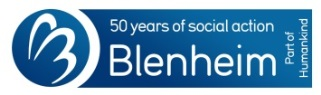 50 years of social action
Blenheim
Part of
Humankind